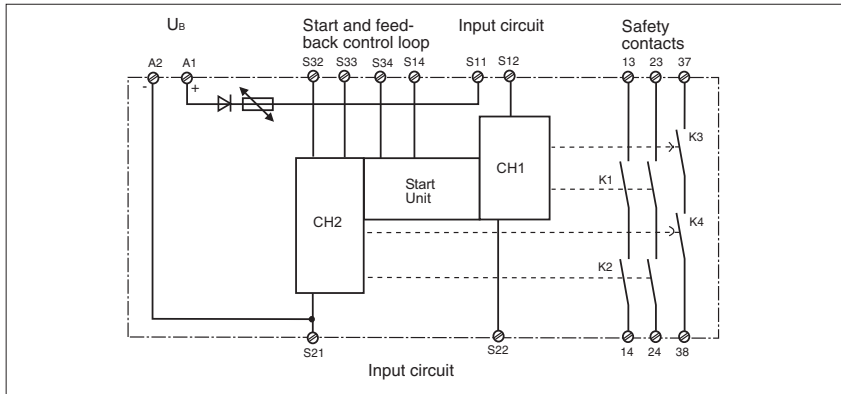 UB
Start and feed-
back control loop
Input circuit
Safety
contacts
A2 A1 S32 S33 S34 S14 S11 S12 13 23 37
- +
K3
CH1
Start
Unit
K1
CH2
K4
K2
S21 S22 14 24 38
Input circuit